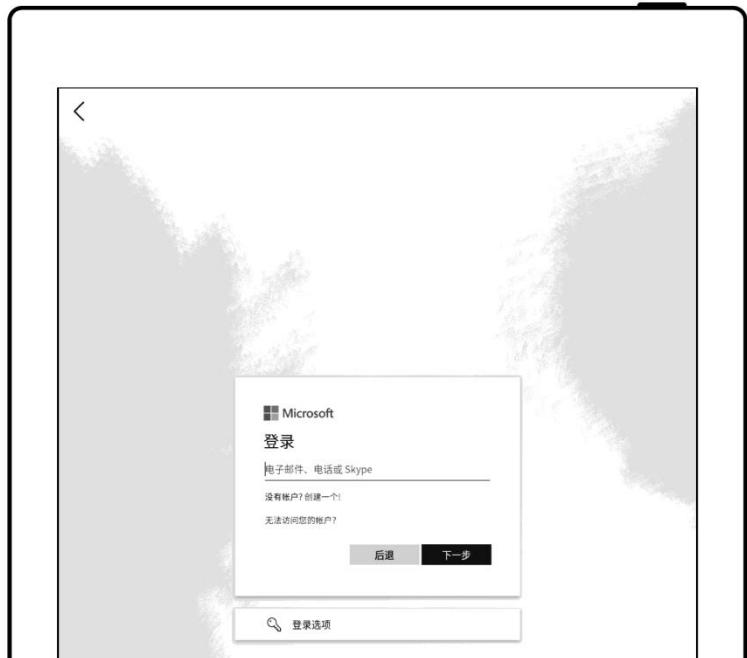 Microsoft
登录
电子邮件、电话或 Skype
没有帐户？创建一个！
无法访问您的帐户？
后退 下一步
登录选项